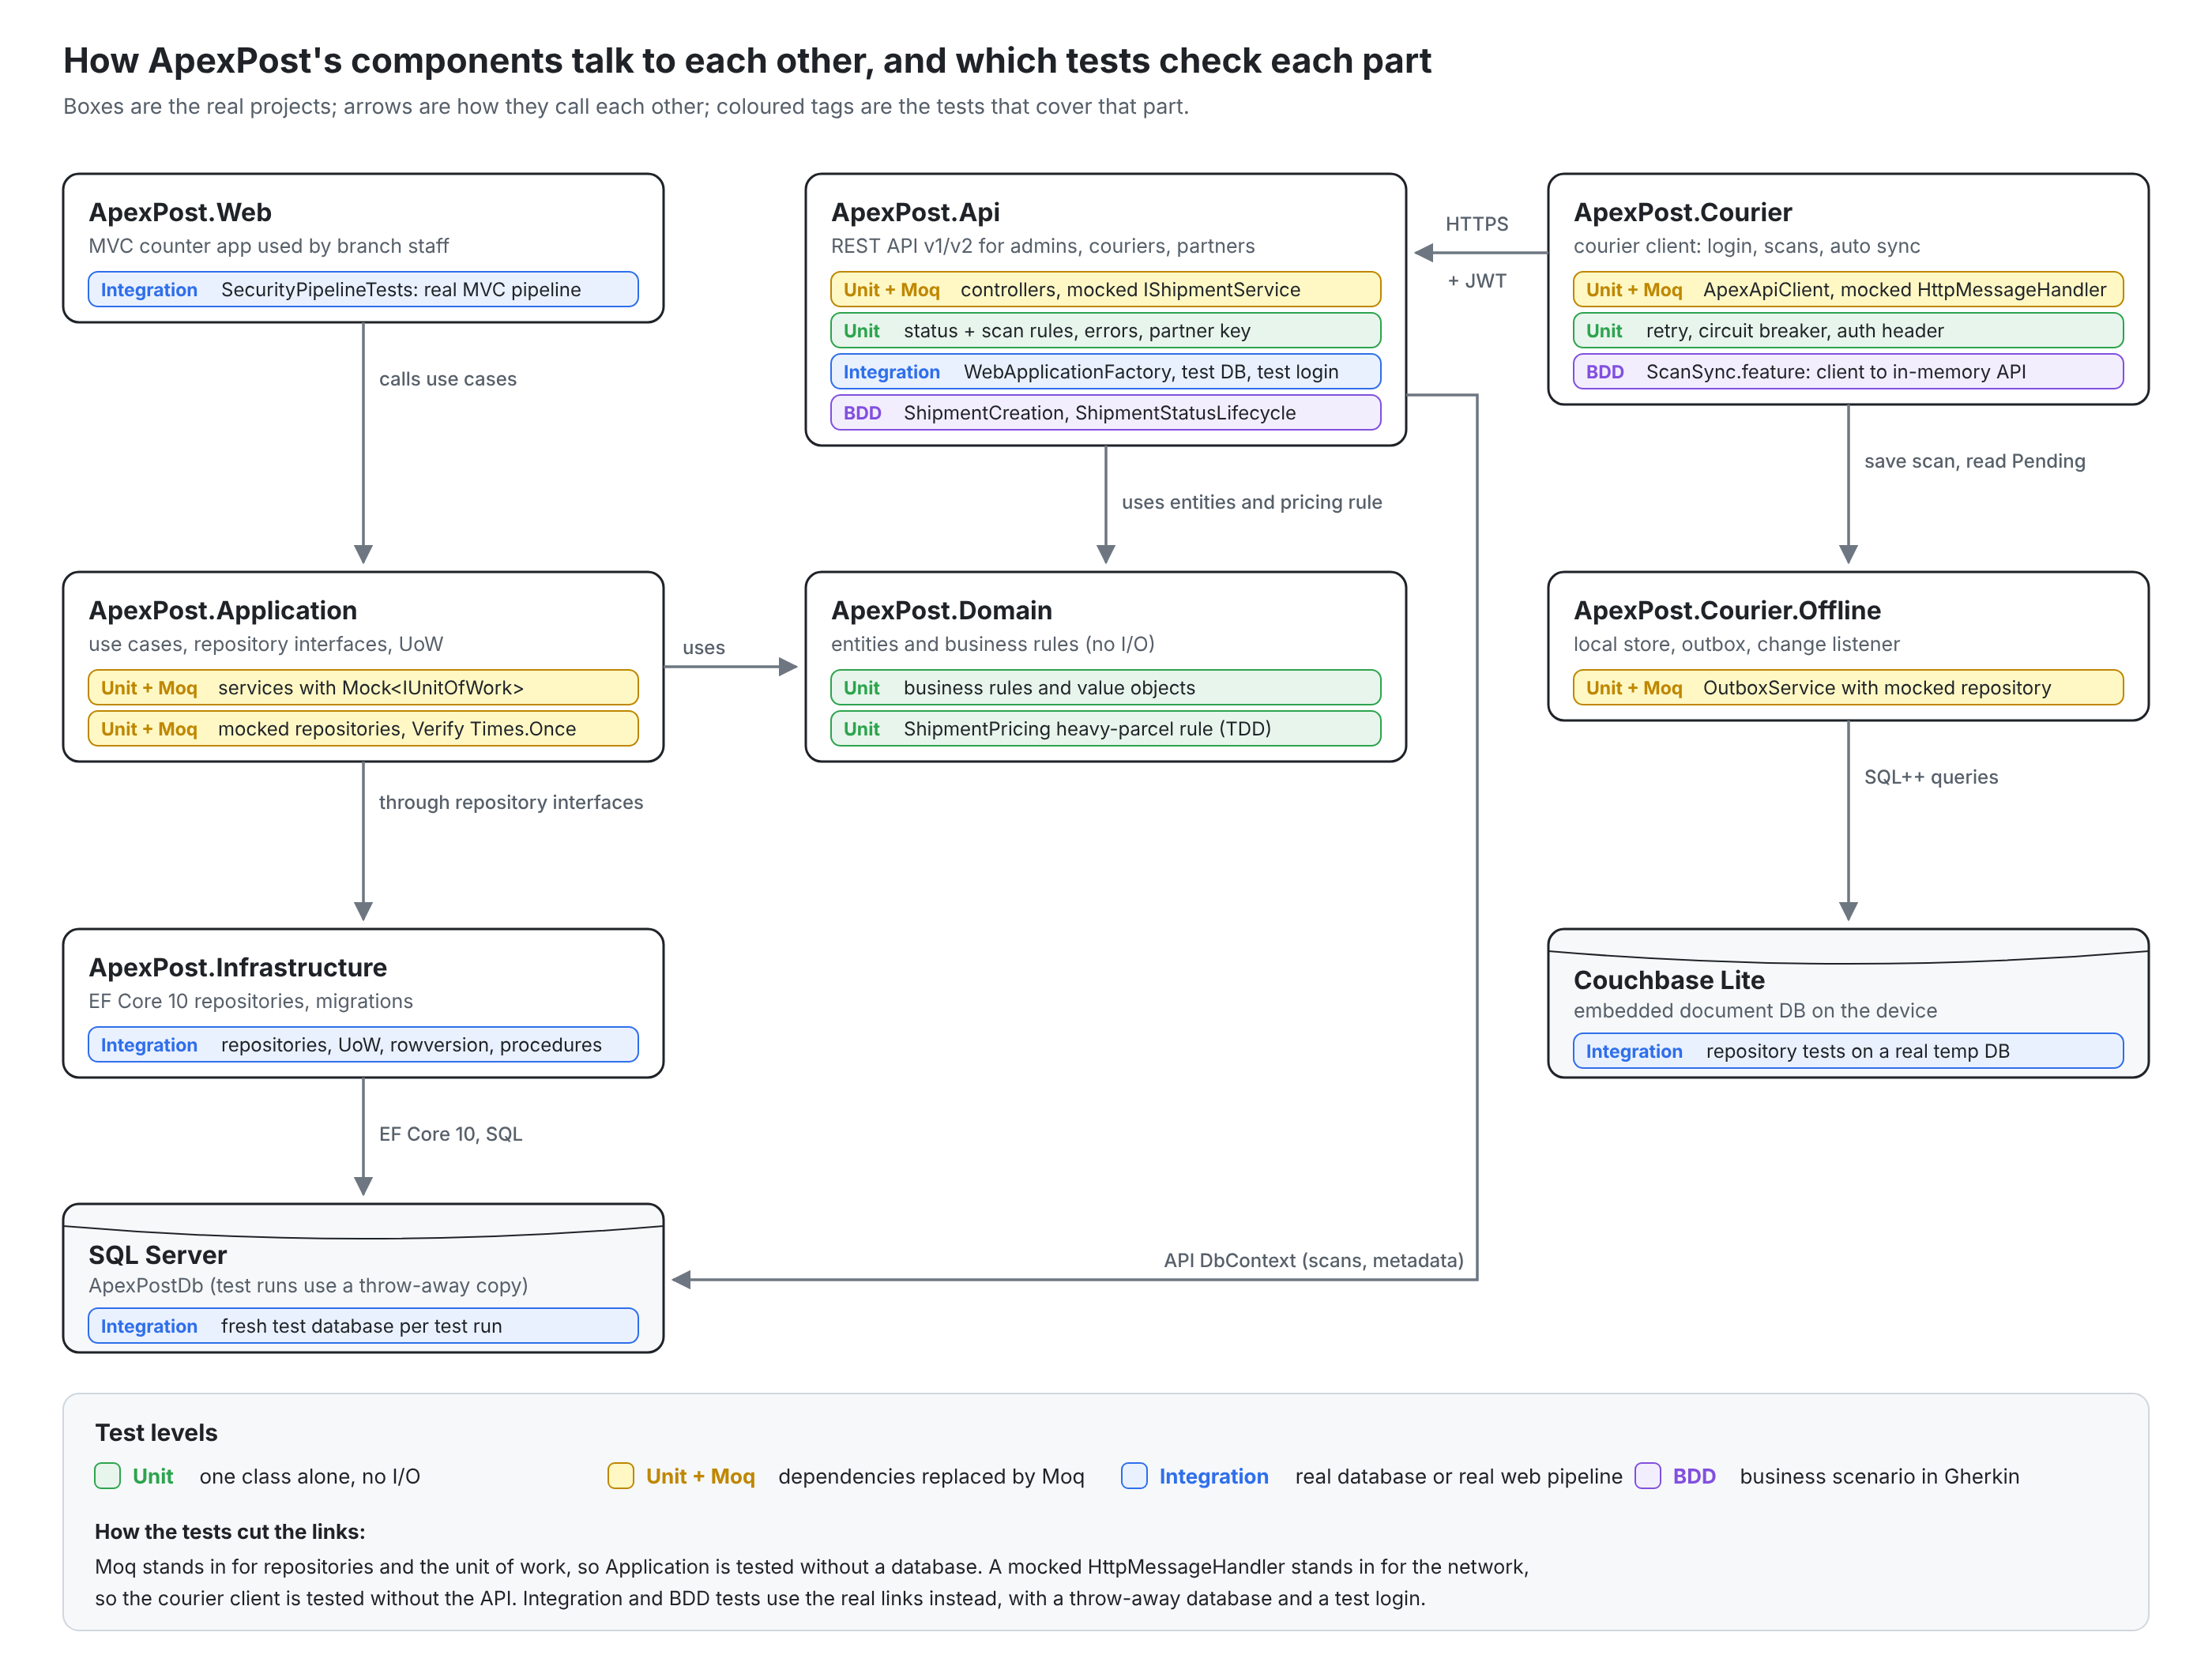 How ApexPost's components talk to each other, and which tests check each part
Boxes are the real projects; arrows are how they call each other; coloured tags are the tests that cover that part.
ApexPost.Web
MVC counter app used by branch staff
Integration SecurityPipelineTests: real MVC pipeline
calls use cases
ApexPost.Api
REST API v1/v2 for admins, couriers, partners
Unit + Moq controllers, mocked IShipmentService
Unit status + scan rules, errors, partner key
Integration WebApplicationFactory, test DB, test login
BDD ShipmentCreation, ShipmentStatusLifecycle
uses entities and pricing rule
HTTPS
+ JWT
ApexPost.Courier
courier client: login, scans, auto sync
Unit + Moq ApexApiClient, mocked HttpMessageHandler
Unit retry, circuit breaker, auth header
BDD ScanSync.feature: client to in-memory API
save scan, read Pending
ApexPost.Application
use cases, repository interfaces, UoW
Unit + Moq services with Mock<IUnitOfWork>
Unit + Moq mocked repositories, Verify Times.Once
uses
through repository interfaces
ApexPost.Domain
entities and business rules (no I/O)
Unit business rules and value objects
Unit ShipmentPricing heavy-parcel rule (TDD)
ApexPost.Courier.Offline
local store, outbox, change listener
Unit + Moq OutboxService with mocked repository
SQL++ queries
ApexPost.Infrastructure
EF Core 10 repositories, migrations
Integration repositories, UoW, rowversion, procedures
EF Core 10, SQL
Couchbase Lite
embedded document DB on the device
Integration repository tests on a real temp DB
SQL Server
ApexPostDb (test runs use a throw-away copy)
Integration fresh test database per test run
API DbContext (scans, metadata)
Test levels
Unit one class alone, no I/O
Unit + Moq dependencies replaced by Moq
Integration real database or real web pipeline
BDD business scenario in Gherkin
How the tests cut the links:
Moq stands in for repositories and the unit of work, so Application is tested without a database. A mocked HttpMessageHandler stands in for the network,
so the courier client is tested without the API. Integration and BDD tests use the real links instead, with a throw-away database and a test login.